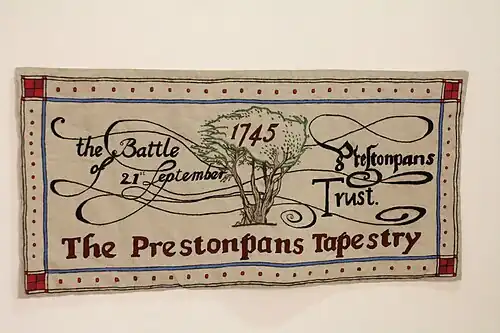 the Battle
of
21st September,
1745
Prestonpans
Trust.
The Prestonpans Tapestry